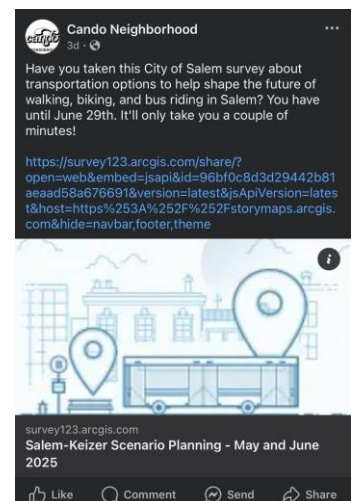 Cando Neighborhood
3d
Have you taken this City of Salem survey about
transportation options to help shape the future of
walking, biking, and bus riding in Salem? You have
until June 29th. It'll only take you a couple of
minutes!
https://survey123.arcgis.com/share/?
open=web&embed=jsapi&id=96bf0c8d3d29442b81
aeaad58a676691&version=latest&jsApiVersion=lates
t&host=https%253A%252F%252Fstorymaps.arcgis.
com&hide=navbar,footer,theme
survey123.arcgis.com
Salem-Keizer Scenario Planning - May and June
2025
Like Comment Send Share